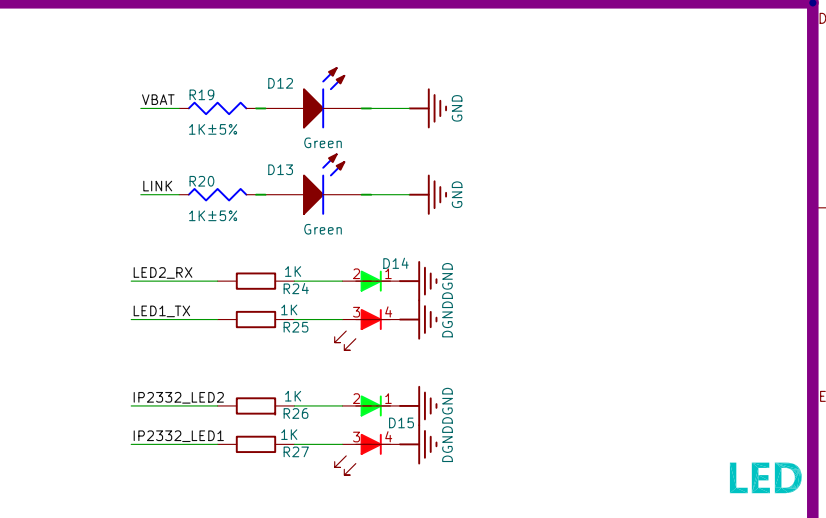 D
VBAT
R19
1K±5%
D12
Green
GND
LINK
R20
1K±5%
D13
Green
GND
LED2_RX
1K
R24
2
D14
1
DGND
LED1_TX
1K
R25
3
4
DGND
IP2332_LED2
1K
R26
2
1
DGND
E
IP2332_LED1
1K
R27
3
D15
4
DGND
LED